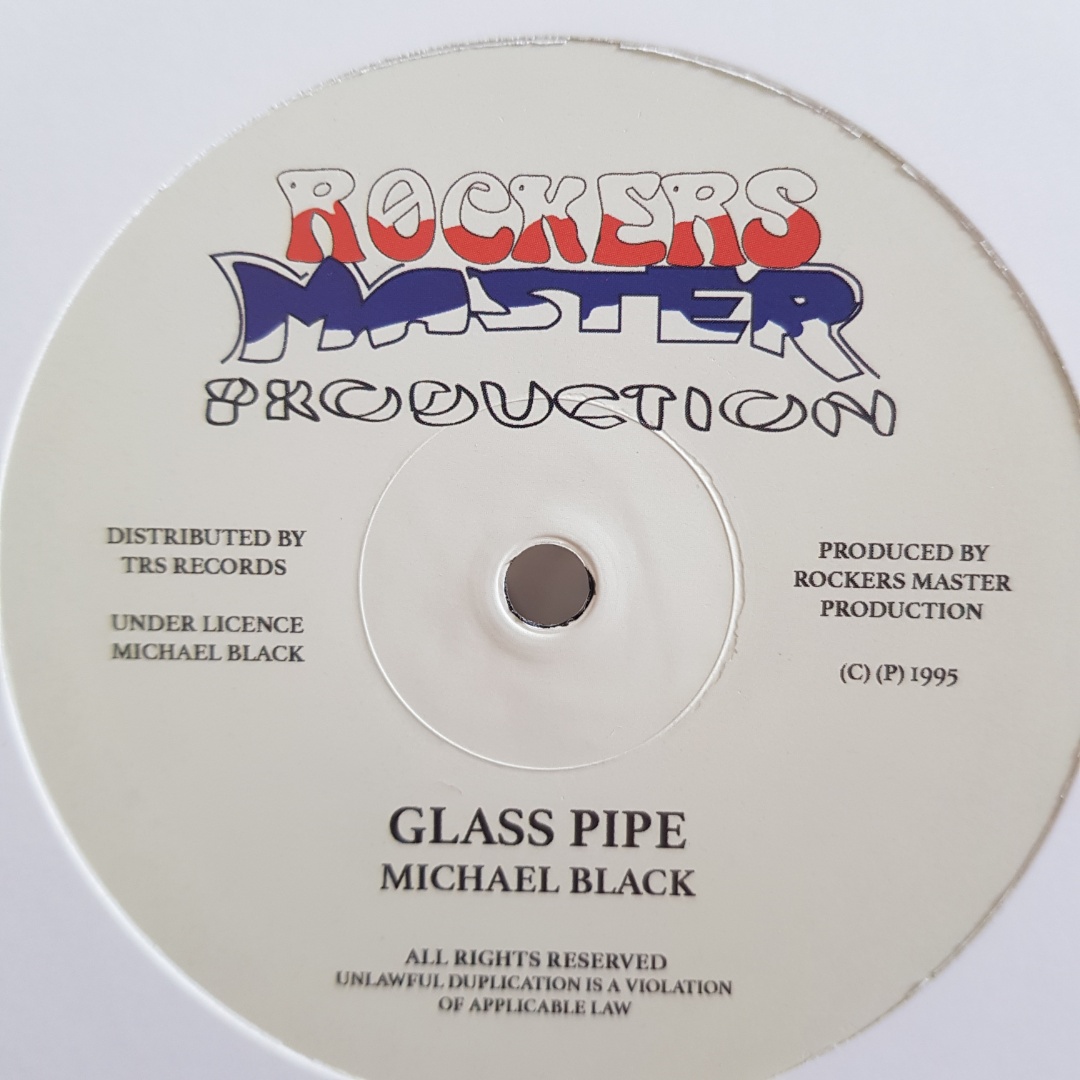 ROCKERS
MASTER
PRODUCTION
DISTRIBUTED BY
TRS RECORDS
UNDER LICENCE
MICHAEL BLACK
PRODUCED BY
ROCKERS MASTER
PRODUCTION
(C) (P) 1995
GLASS PIPE
MICHAEL BLACK
ALL RIGHTS RESERVED
UNLAWFUL DUPLICATION IS A VIOLATION
OF APPLICABLE LAW